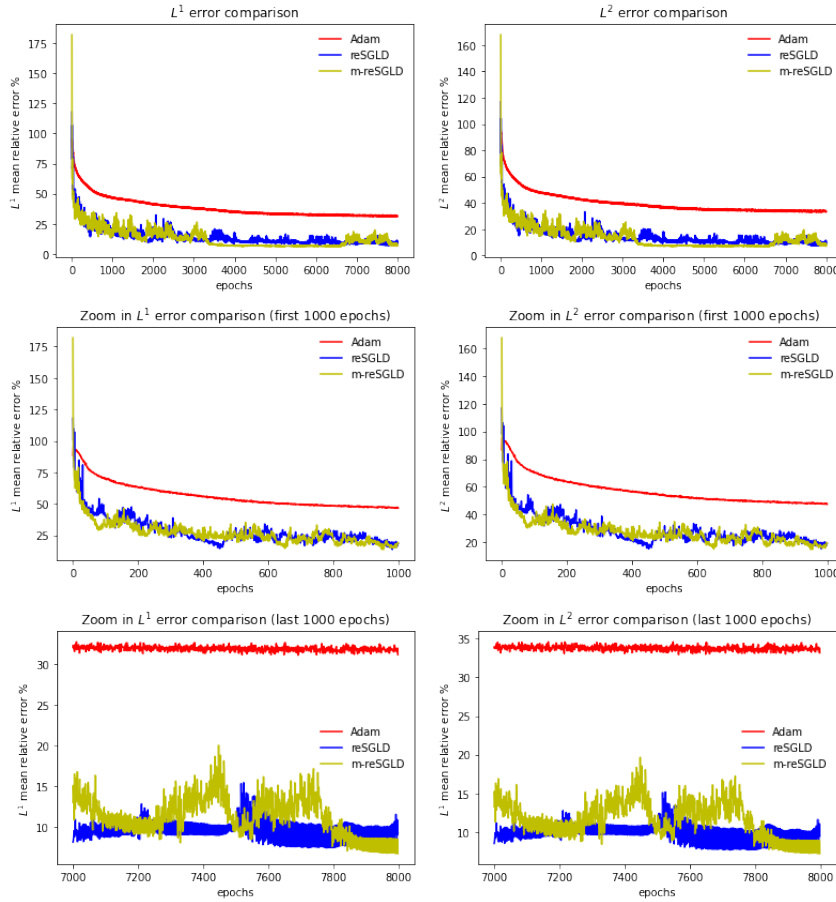 L¹ error comparison
L¹ mean relative error %
175
150
125
100
75
50
25
0
Adam
reSGLD
m-reSGLD
0 1000 2000 3000 4000 5000 6000 7000 8000
epochs
L² error comparison
L² mean relative error %
160
140
120
100
80
60
40
20
0
Adam
reSGLD
m-reSGLD
0 1000 2000 3000 4000 5000 6000 7000 8000
epochs
Zoom in L¹ error comparison (first 1000 epochs)
L¹ mean relative error %
175
150
125
100
75
50
25
Adam
reSGLD
m-reSGLD
0 200 400 600 800 1000
epochs
Zoom in L² error comparison (first 1000 epochs)
L² mean relative error %
160
140
120
100
80
60
40
20
Adam
reSGLD
m-reSGLD
0 200 400 600 800 1000
epochs
Zoom in L¹ error comparison (last 1000 epochs)
L¹ mean relative error %
30
25
20
15
10
Adam
reSGLD
m-reSGLD
7000 7200 7400 7600 7800 8000
epochs
Zoom in L² error comparison (last 1000 epochs)
L¹ mean relative error %
35
30
25
20
15
10
Adam
reSGLD
m-reSGLD
7000 7200 7400 7600 7800 8000
epochs